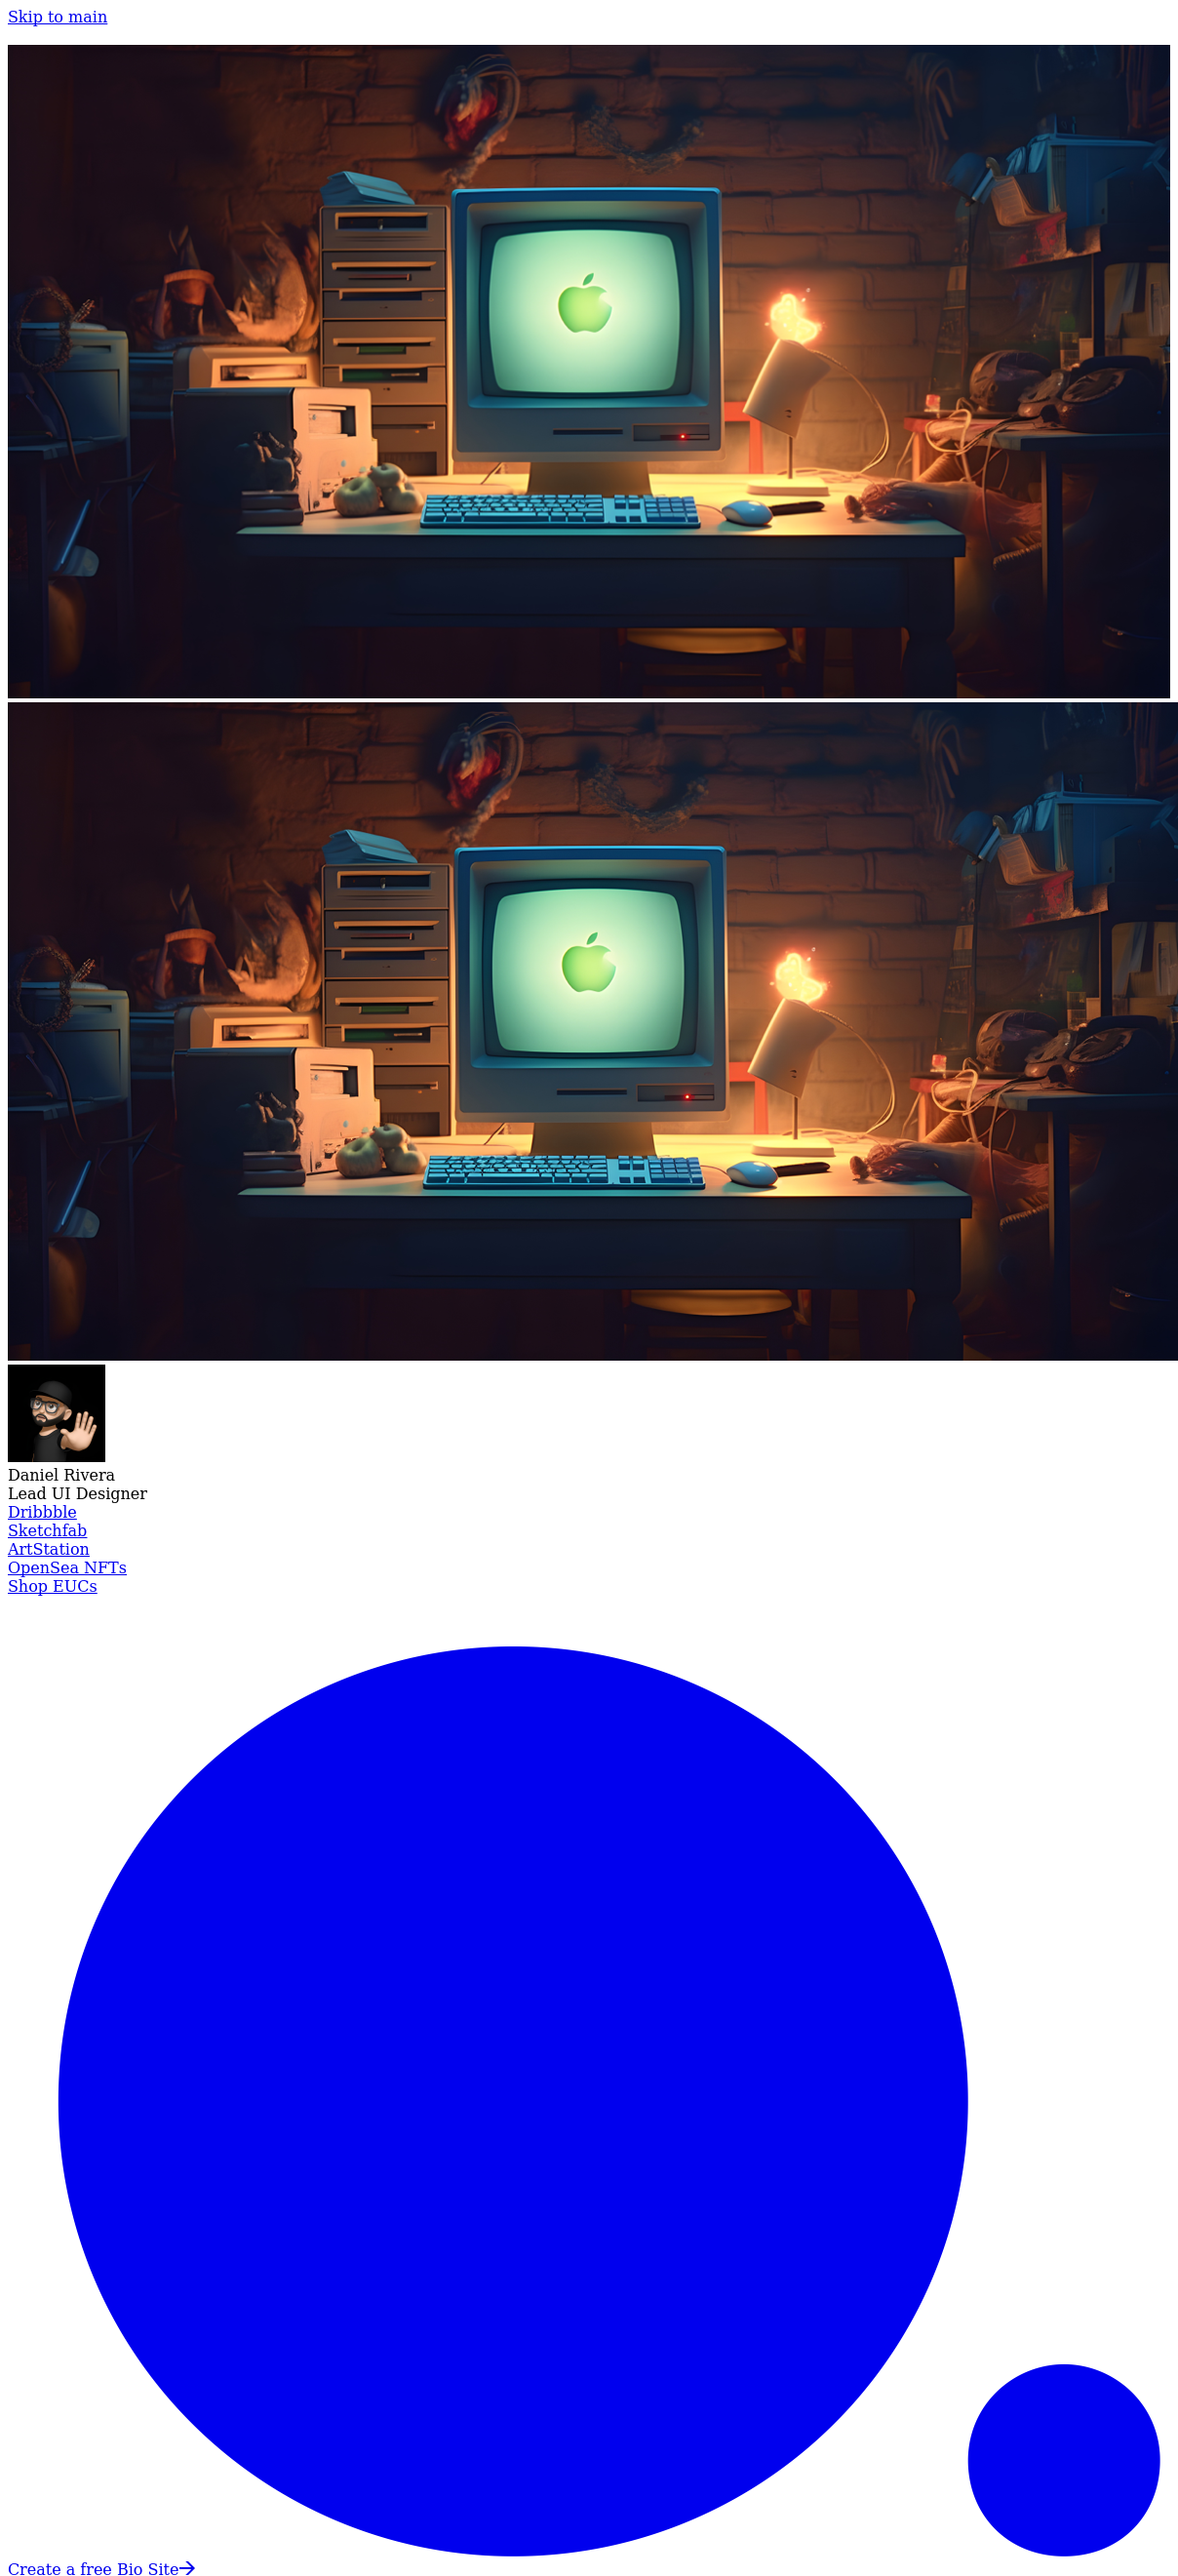 Skip to main
Daniel Rivera
Lead UI Designer
Dribbble
Sketchfab
ArtStation
OpenSea NFTs
Shop EUCs
Create a free Bio Site